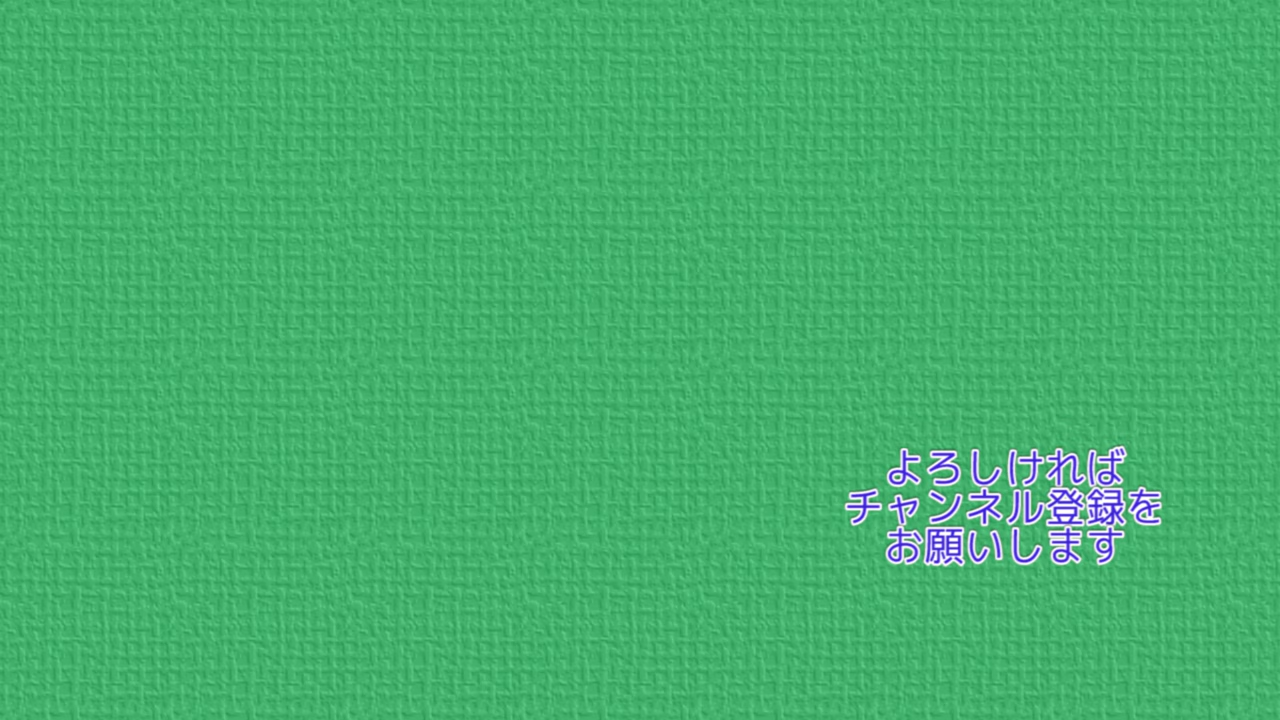 よろしければ
チャンネル登録を
お願いします